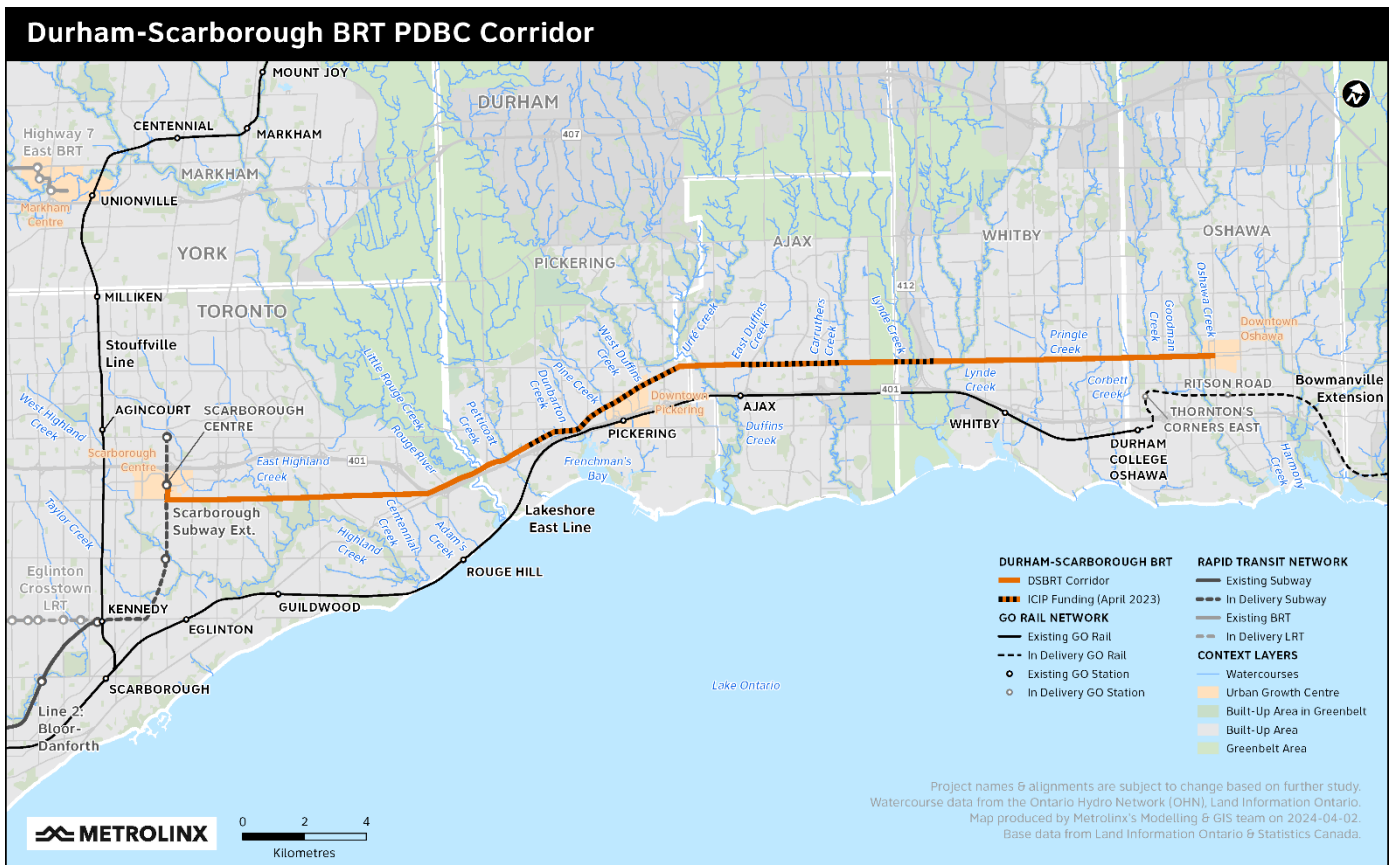 Durham-Scarborough BRT PDBC Corridor
MOUNT JOY
DURHAM
407
CENTENNIAL
MARKHAM
Highway 7
East BRT
MARKHAM
UNIONVILLE
Markham
Centre
YORK
PICKERING
AJAX
WHITBY
OSHAWA
412
MILLIKEN
TORONTO
Stouffville
Line
Little Rouge Creek
Rouge River
Petticoat
Creek
Dunbarton
Creek
Pine Creek
West Duffins
Creek
Urfé Creek
East Duffins
Creek
Carruthers
Creek
Lynde Creek
Pringle
Creek
Goodman
Creek
Oshawa Creek
Downtown
Oshawa
Lynde
Creek
Corbett
Creek
401
RITSON ROAD
Bowmanville
Extension
THORNTON'S
CORNERS EAST
Downtown
Pickering
AJAX
PICKERING
WHITBY
DURHAM
COLLEGE
OSHAWA
Duffins
Creek
Frenchman's
Bay
Harmony
Creek
West Highland
Creek
AGINCOURT
SCARBOROUGH
CENTRE
Scarborough
Centre
East Highland
Creek
401
Scarborough
Subway Ext.
Taylor Creek
Highland
Creek
Centennial
Creek
Adam's
Creek
Lakeshore
East Line
ROUGE HILL
Eglinton
Crosstown
LRT
KENNEDY
GUILDWOOD
EGLINTON
SCARBOROUGH
Line 2:
Bloor-
Danforth
Lake Ontario
DURHAM-SCARBOROUGH BRT
DSBRT Corridor
ICIP Funding (April 2023)
GO RAIL NETWORK
Existing GO Rail
In Delivery GO Rail
Existing GO Station
In Delivery GO Station
RAPID TRANSIT NETWORK
Existing Subway
In Delivery Subway
Existing BRT
In Delivery LRT
CONTEXT LAYERS
Watercourses
Urban Growth Centre
Built-Up Area in Greenbelt
Built-Up Area
Greenbelt Area
Project names & alignments are subject to change based on further study.
Watercourse data from the Ontario Hydro Network (OHN), Land Information Ontario.
Map produced by Metrolinx's Modelling & GIS team on 2024-04-02.
Base data from Land Information Ontario & Statistics Canada.
METROLINX
0 2 4
Kilometres
N